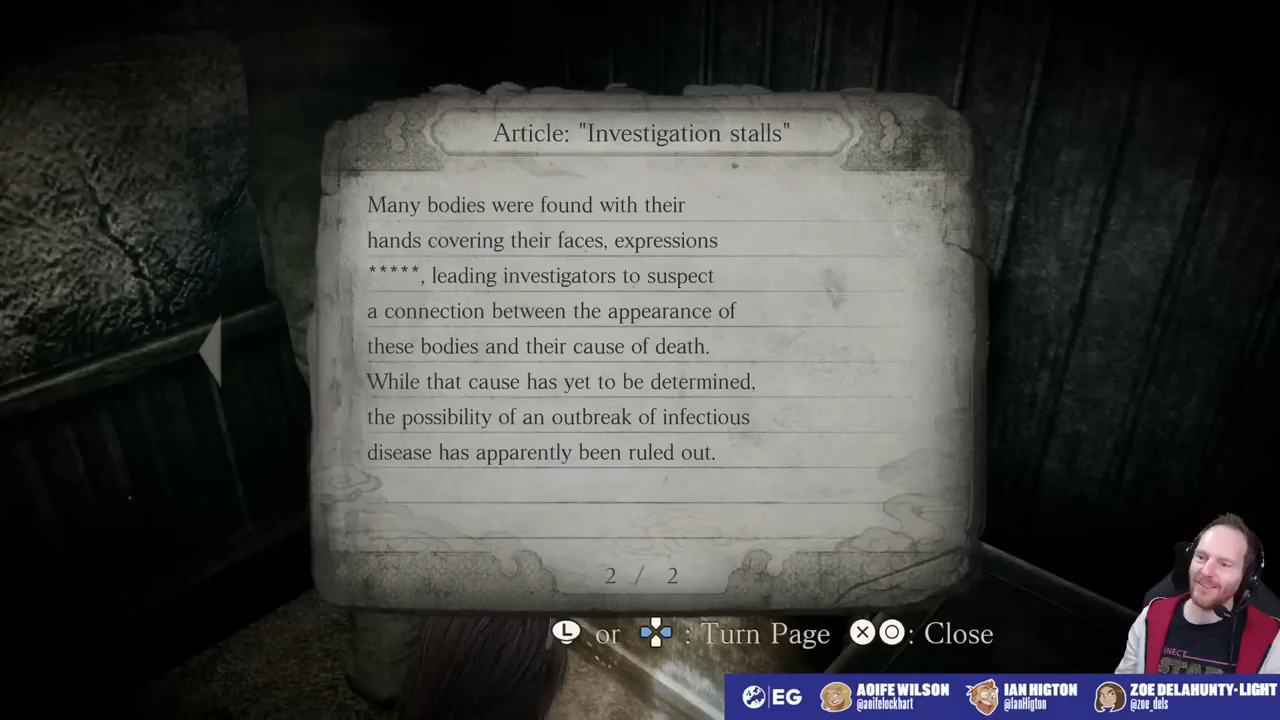 Article: "Investigation stalls"
Many bodies were found with their
hands covering their faces, expressions
*****, leading investigators to suspect
a connection between the appearance of
these bodies and their cause of death.
While that cause has yet to be determined,
the possibility of an outbreak of infectious
disease has apparently been ruled out.
2 / 2
L or : Turn Page : Close
INECT
EG AOIFE WILSON IAN HIGTON ZOE DELAHUNTY-LIGHT
@aoifelockhart @IanHigton @zoe_dels